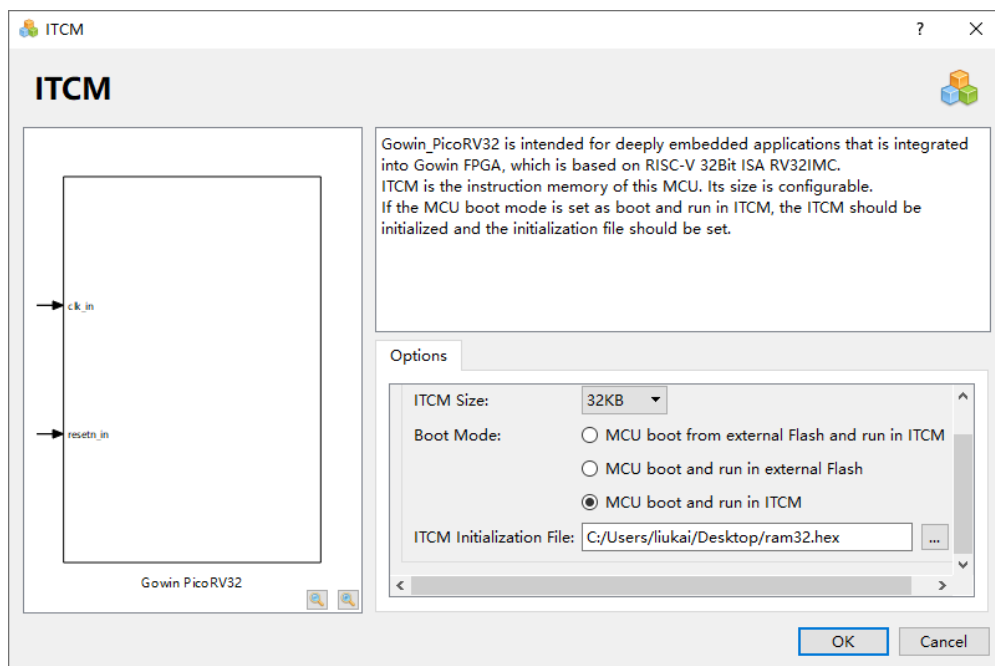 ITCM
?
ITCM
Gowin_PicoRV32 is intended for deeply embedded applications that is integrated
into Gowin FPGA, which is based on RISC-V 32Bit ISA RV32IMC.
ITCM is the instruction memory of this MCU. Its size is configurable.
If the MCU boot mode is set as boot and run in ITCM, the ITCM should be
initialized and the initialization file should be set.
clk_in
resetn_in
Gowin PicoRV32
Options
ITCM Size: 32KB
Boot Mode: MCU boot from external Flash and run in ITCM
MCU boot and run in external Flash
MCU boot and run in ITCM
ITCM Initialization File: C:/Users/liukai/Desktop/ram32.hex ...
OK Cancel